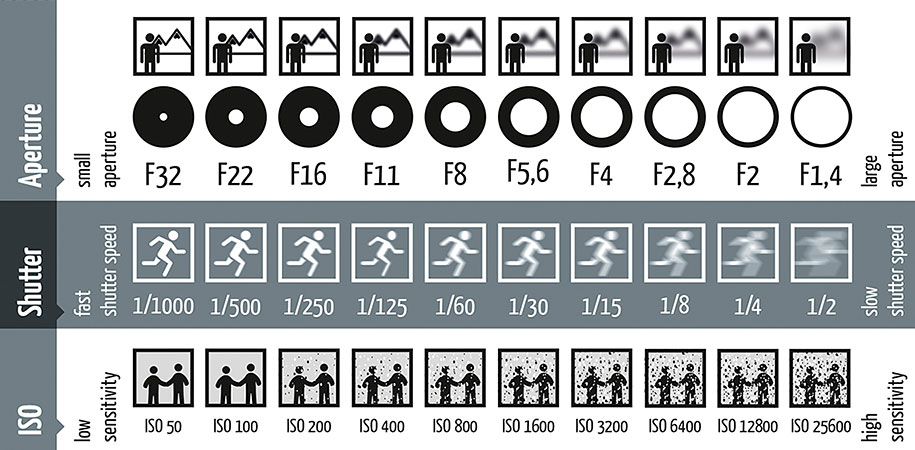 Aperture
small
aperture
F32 F22 F16 F11 F8 F5,6 F4 F2,8 F2 F1,4
large
aperture
Shutter
fast
shutter speed
1/1000 1/500 1/250 1/125 1/60 1/30 1/15 1/8 1/4 1/2
slow
shutter speed
ISO
low
sensitivity
ISO 50 ISO 100 ISO 200 ISO 400 ISO 800 ISO 1600 ISO 3200 ISO 6400 ISO 12800 ISO 25600
high
sensitivity